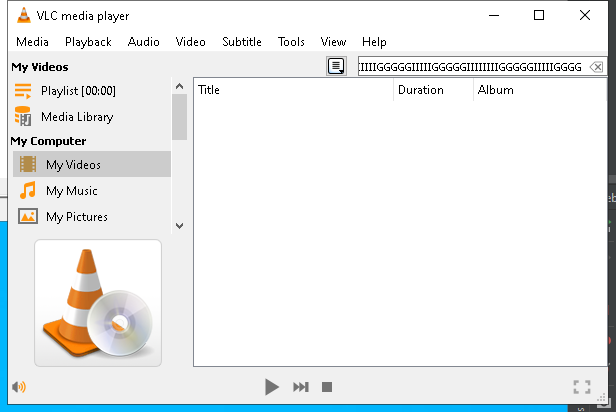 VLC media player
Media Playback Audio Video Subtitle Tools View Help
My Videos
IIIIGGGGGIIIIIGGGGGIIIIIIIIGGGGGIIIIIGGGG
Playlist [00:00]
Title Duration Album
Media Library
My Computer
My Videos
My Music
My Pictures